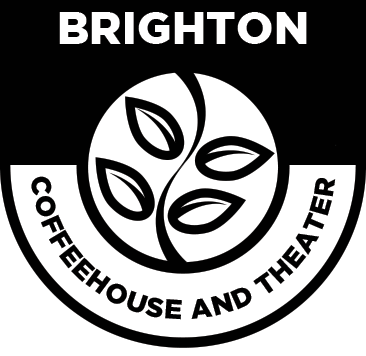 BRIGHTON
COFFEEHOUSE AND THEATER